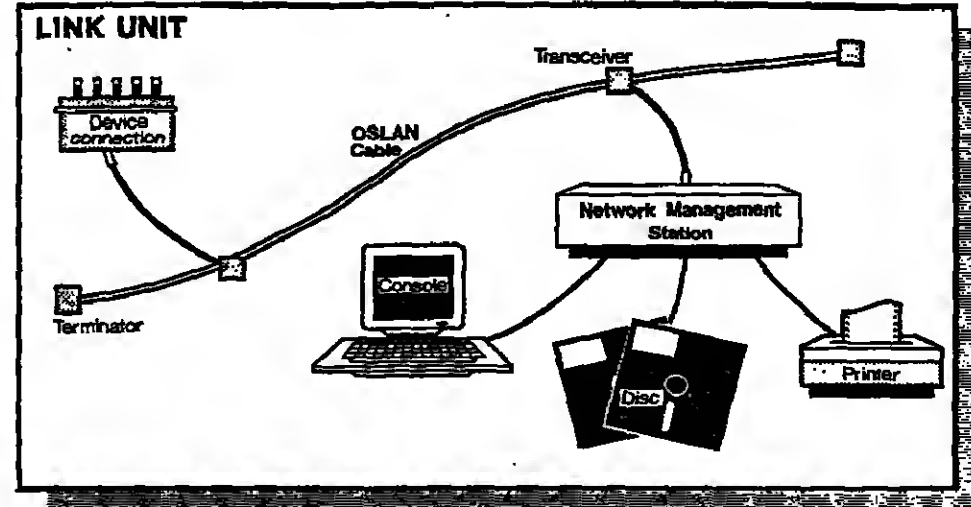 LINK UNIT
Transceiver
Device
connection
OSLAN
Cable
Network Management
Station
Console
Terminator
Disc
Printer